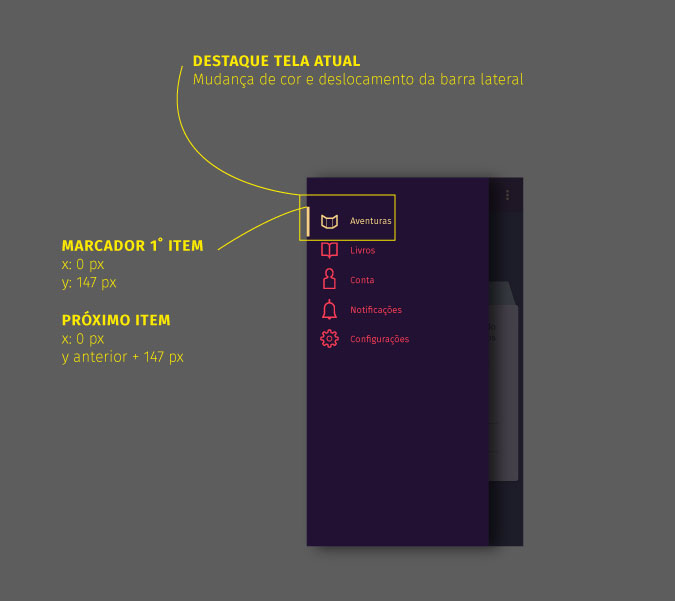 DESTAQUE TELA ATUAL
Mudança de cor e deslocamento da barra lateral
Aventuras
Livros
Conta
Notificações
Configurações
MARCADOR 1° ITEM
x: 0 px
y: 147 px
PRÓXIMO ITEM
x: 0 px
y anterior + 147 px